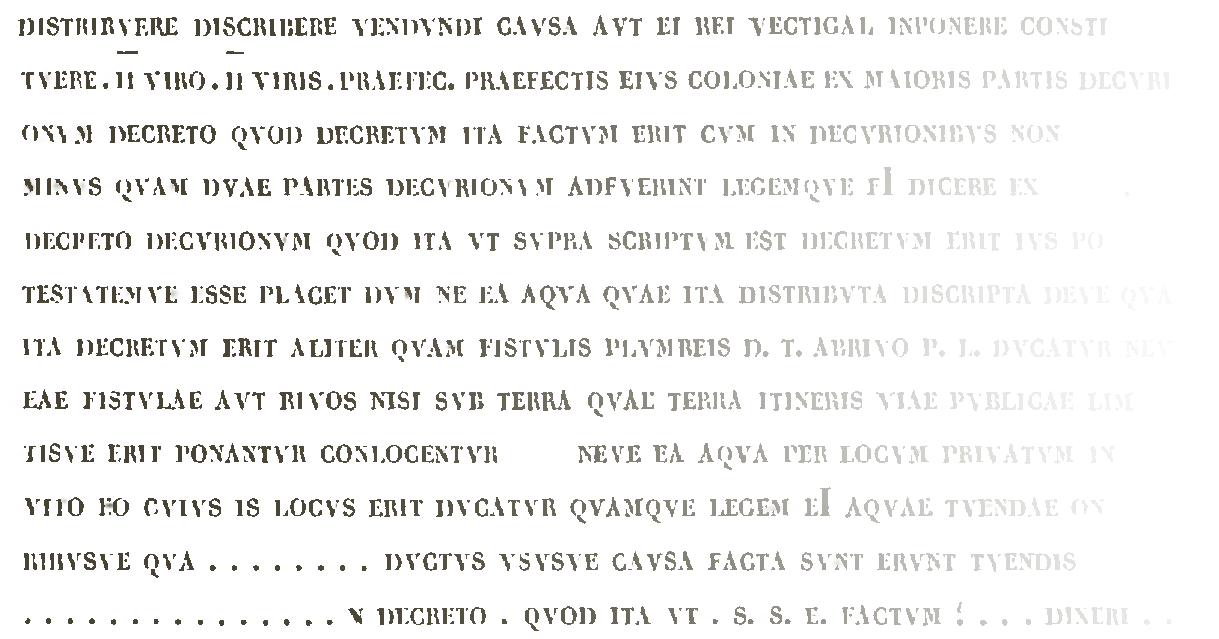 DISTRIBVERE DISCRIBERE VENDVNDI CAVSA AVT EI REI VECTIGAL INPONERE CONSTI
TVERE . II VIRO . II VIRIS . PRAEFEC. PRAEFECTIS EIVS COLONIAE EX MAIORIS PARTIS DECVRI
ONVM DECRETO QVOD DECRETVM ITA FACTVM ERIT CVM IN DECVRIONIBVS NON
MINVS QVAM DVAE PARTES DECVRIONVM ADFVERINT LEGEMQVE EI DICERE EX
DECRETO DECVRIONVM QVOD ITA VT SVPRA SCRIPTVM EST DECRETVM ERIT IVS PO
TESTATEMVE ESSE PLACET DVM NE EA AQVA QVAE ITA DISTRIBVTA DISCRIPTA DEVE QVA
ITA DECRETVM ERIT ALITER QVAM FISTVLIS PLVMBEIS D. T. ABRIVO P. L. DVCATVR NEV
EAE FISTVLAE AVT RIVOS NISI SVB TERRA QVAE TERRA ITINERIS VIAE PVBLICAE LIM
TISVE ERIT PONANTVR CONLOCENTVR NEVE EA AQVA PER LOCVM PRIVATVM IN
VITO EO CVIVS IS LOCVS ERIT DVCATVR QVAMQVE LEGEM EI AQVAE TVENDAE ON
RIBVSVE QVA . . . . . . . . DVCTVS VSVSVE CAVSA FACTA SVNT ERVNT TVENDIS
. . . . . . . . . . . . . . . N DECRETO . QVOD ITA VT . S. S. E. FACTVM . . . DIXERI . .